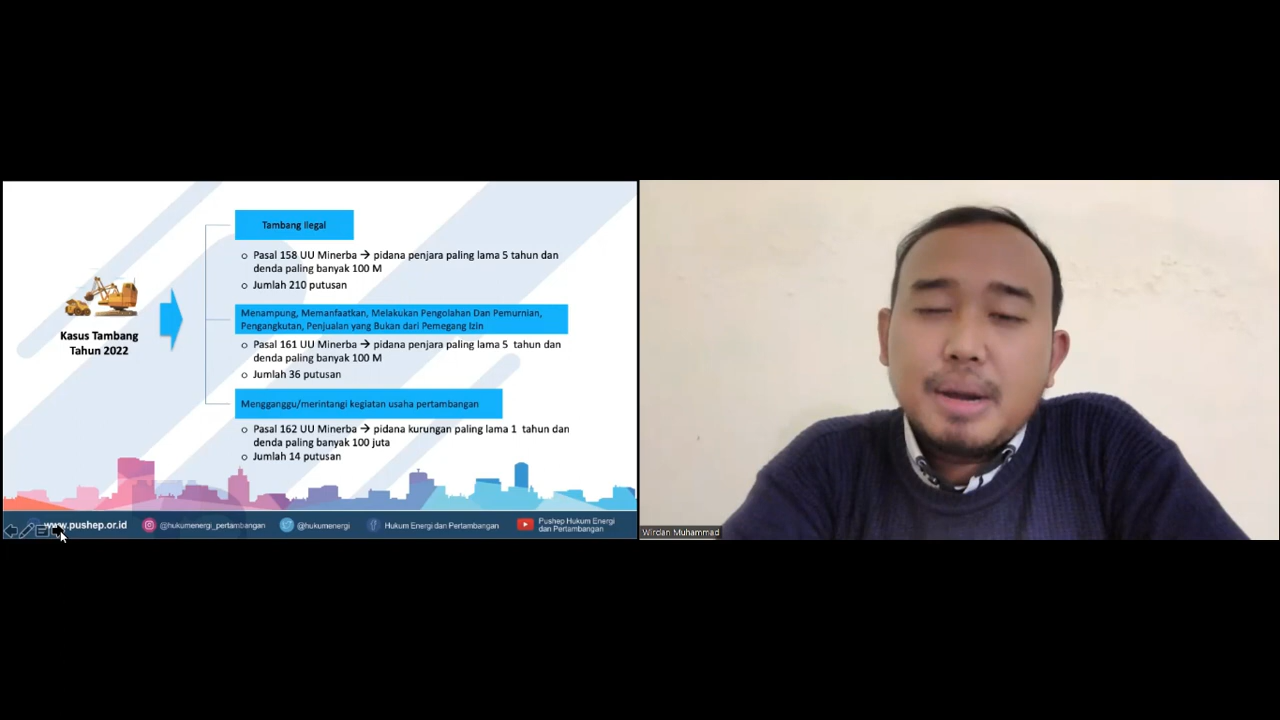 Tambang Ilegal
Pasal 158 UU Minerba → pidana penjara paling lama 5 tahun dan
denda paling banyak 100 M
Jumlah 210 putusan
Kasus Tambang
Tahun 2022
Menampung, Memanfaatkan, Melakukan Pengolahan Dan Pemurnian,
Pengangkutan, Penjualan yang Bukan dari Pemegang Izin
Pasal 161 UU Minerba → pidana penjara paling lama 5 tahun dan
denda paling banyak 100 M
Jumlah 36 putusan
Mengganggu/merintangi kegiatan usaha pertambangan
Pasal 162 UU Minerba → pidana kurungan paling lama 1 tahun dan
denda paling banyak 100 juta
Jumlah 14 putusan
www.pushep.or.id
@hukumenergi_pertambangan
@hukumenergi
Hukum Energi dan Pertambangan
Pushep Hukum Energi
dan Pertambangan
Wirdan Muhammad